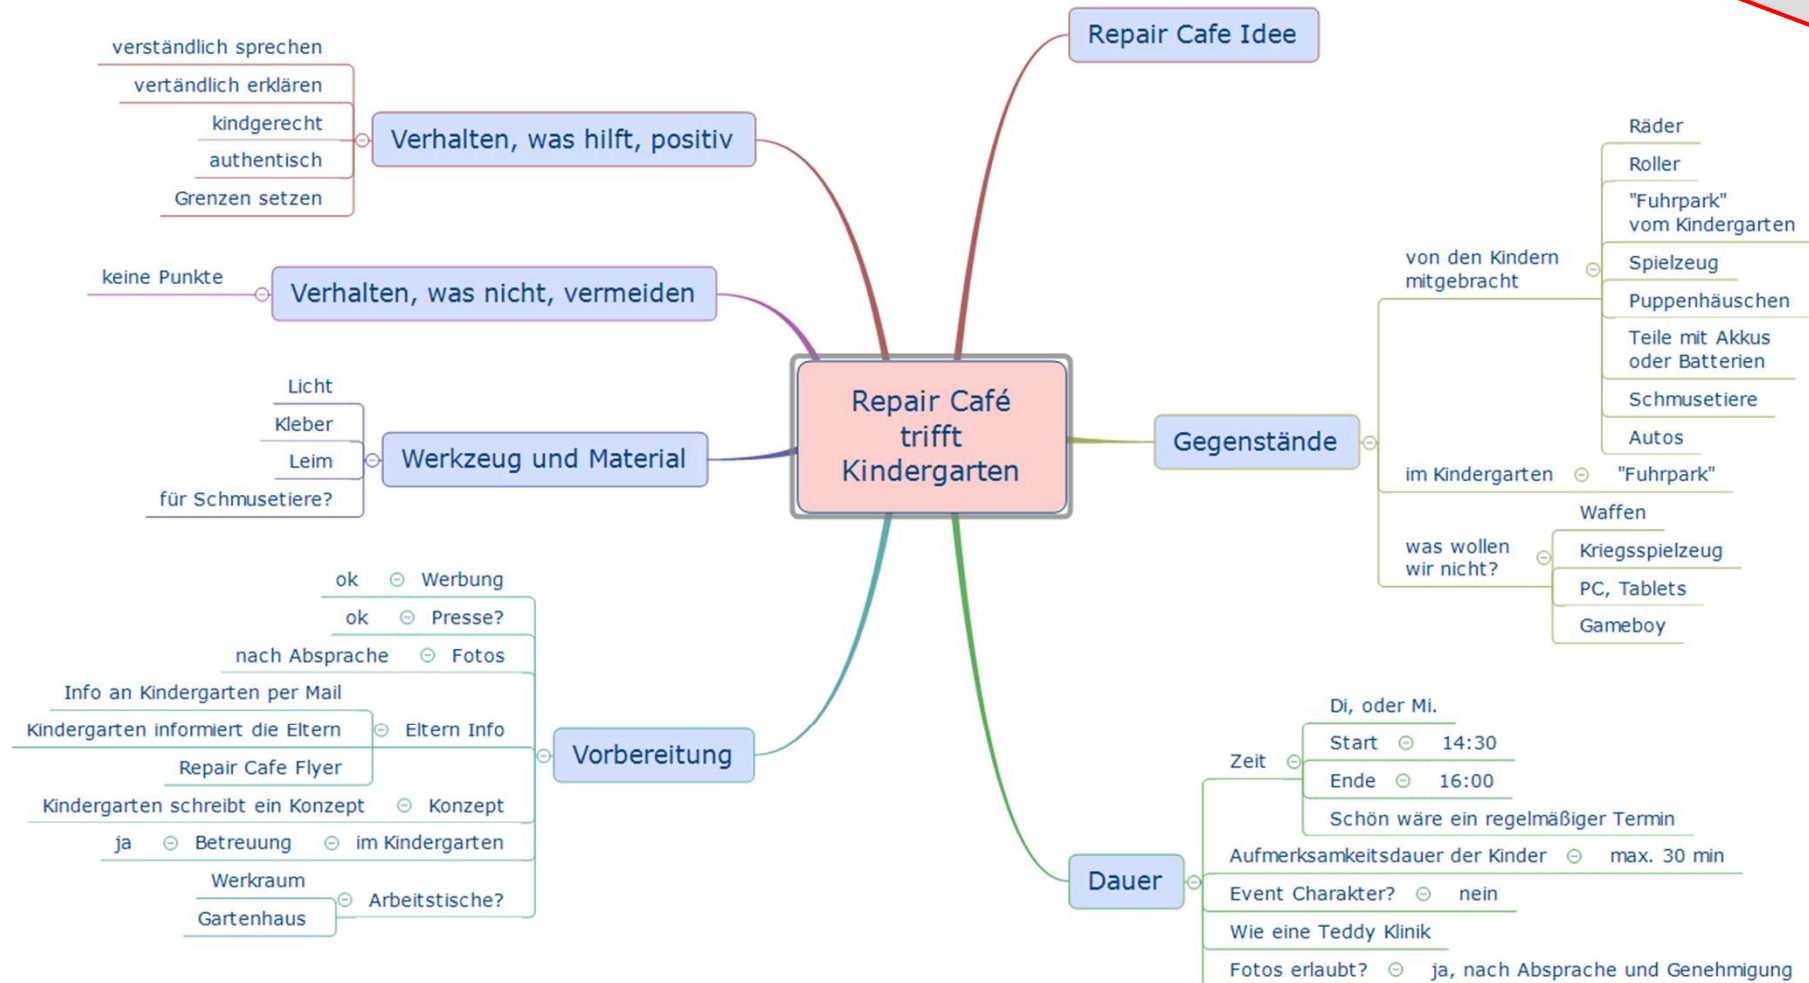 Repair Café
trifft
Kindergarten
Repair Cafe Idee
Gegenstände
von den Kindern
mitgebracht
Räder
Roller
"Fuhrpark"
vom Kindergarten
Spielzeug
Puppenhäuschen
Teile mit Akkus
oder Batterien
Schmusetiere
Autos
im Kindergarten
"Fuhrpark"
was wollen
wir nicht?
Waffen
Kriegsspielzeug
PC, Tablets
Gameboy
Dauer
Zeit
Di, oder Mi.
Start
14:30
Ende
16:00
Schön wäre ein regelmäßiger Termin
Aufmerksamkeitsdauer der Kinder
max. 30 min
Event Charakter?
nein
Wie eine Teddy Klinik
Fotos erlaubt?
ja, nach Absprache und Genehmigung
Verhalten, was hilft, positiv
verständlich sprechen
vertändlich erklären
kindgerecht
authentisch
Grenzen setzen
Verhalten, was nicht, vermeiden
keine Punkte
Werkzeug und Material
Licht
Kleber
Leim
für Schmusetiere?
Vorbereitung
Werbung
ok
Presse?
ok
Fotos
nach Absprache
Eltern Info
Info an Kindergarten per Mail
Kindergarten informiert die Eltern
Repair Cafe Flyer
Konzept
Kindergarten schreibt ein Konzept
im Kindergarten
Betreuung
ja
Arbeitstische?
Werkraum
Gartenhaus